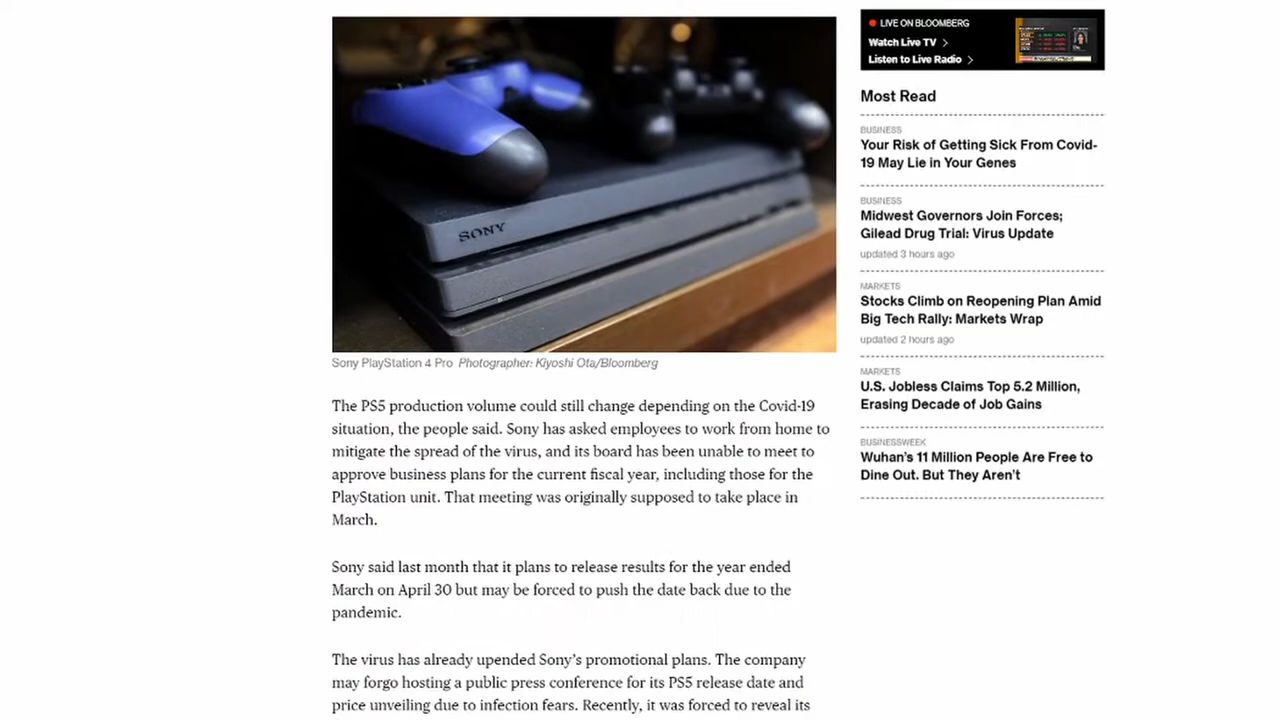 LIVE ON BLOOMBERG
Watch Live TV
Listen to Live Radio
Most Read
BUSINESS
Your Risk of Getting Sick From Covid-
19 May Lie in Your Genes
BUSINESS
Midwest Governors Join Forces;
Gilead Drug Trial: Virus Update
updated 3 hours ago
MARKETS
Stocks Climb on Reopening Plan Amid
Big Tech Rally: Markets Wrap
updated 2 hours ago
MARKETS
U.S. Jobless Claims Top 5.2 Million,
Erasing Decade of Job Gains
BUSINESSWEEK
Wuhan's 11 Million People Are Free to
Dine Out. But They Aren't
SONY
Sony PlayStation 4 Pro Photographer: Kiyoshi Ota/Bloomberg
The PS5 production volume could still change depending on the Covid-19
situation, the people said. Sony has asked employees to work from home to
mitigate the spread of the virus, and its board has been unable to meet to
approve business plans for the current fiscal year, including those for the
PlayStation unit. That meeting was originally supposed to take place in
March.
Sony said last month that it plans to release results for the year ended
March on April 30 but may be forced to push the date back due to the
pandemic.
The virus has already upended Sony's promotional plans. The company
may forgo hosting a public press conference for its PS5 release date and
price unveiling due to infection fears. Recently, it was forced to reveal its